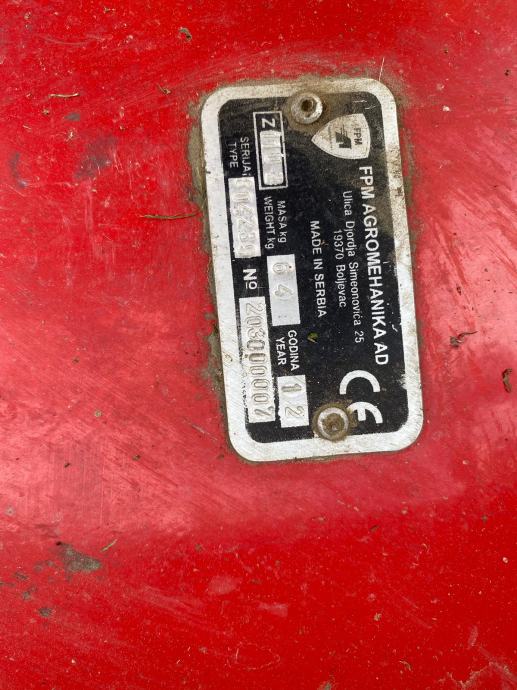 FPM
FPM AGROMEHANIKA AD
Ulica Djordja Simeonovića 25
19370 Boljevac
MADE IN SERBIA
CE
Z
MASA kg
WEIGHT kg
64
GODINA
YEAR
12
SERIJA
TYPE
No